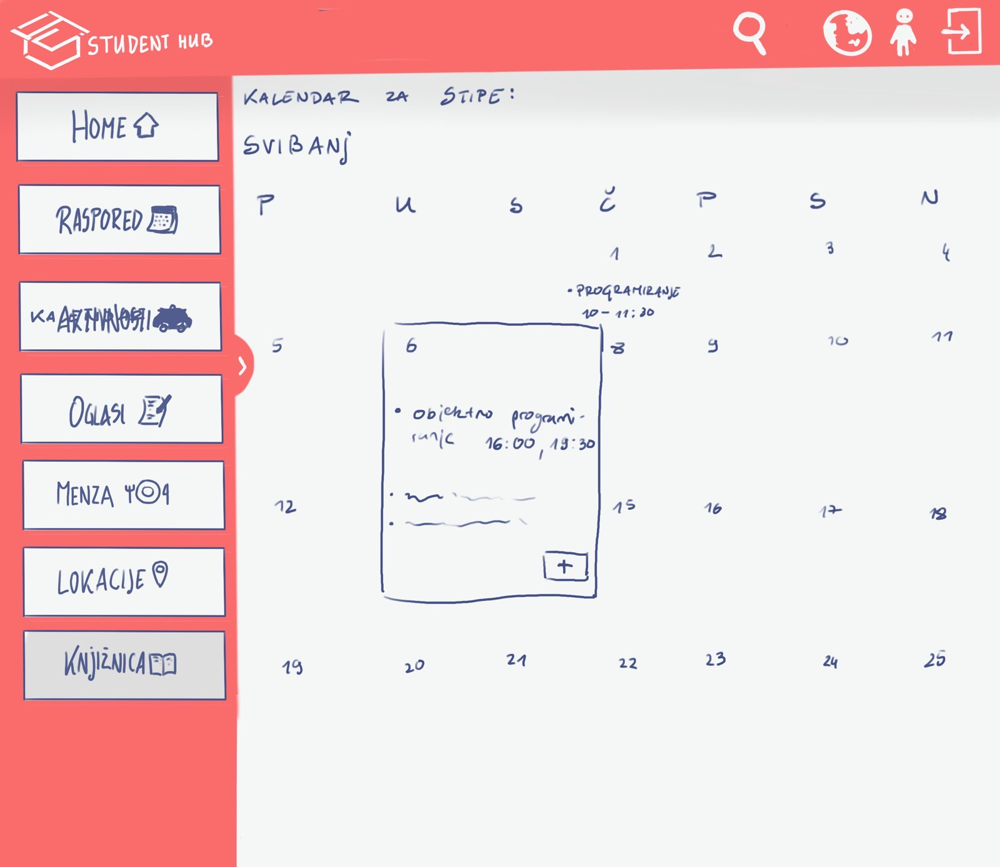 STUDENT HUB
HOME
RASPORED
AKTIVNOSTI
OGLASI
MENZA
LOKACIJE
KNJIŽNICA
KALENDAR ZA STIPE:
SVIBANJ
P U S Č P S N
1 2 3 4
• PROGRAMIRANJE
10 - 11:30
5 6 8 9 10 11
• objektno programi-
ranje 16:00, 19:30
12 15 16 17 18
+
19 20 21 22 23 24 25